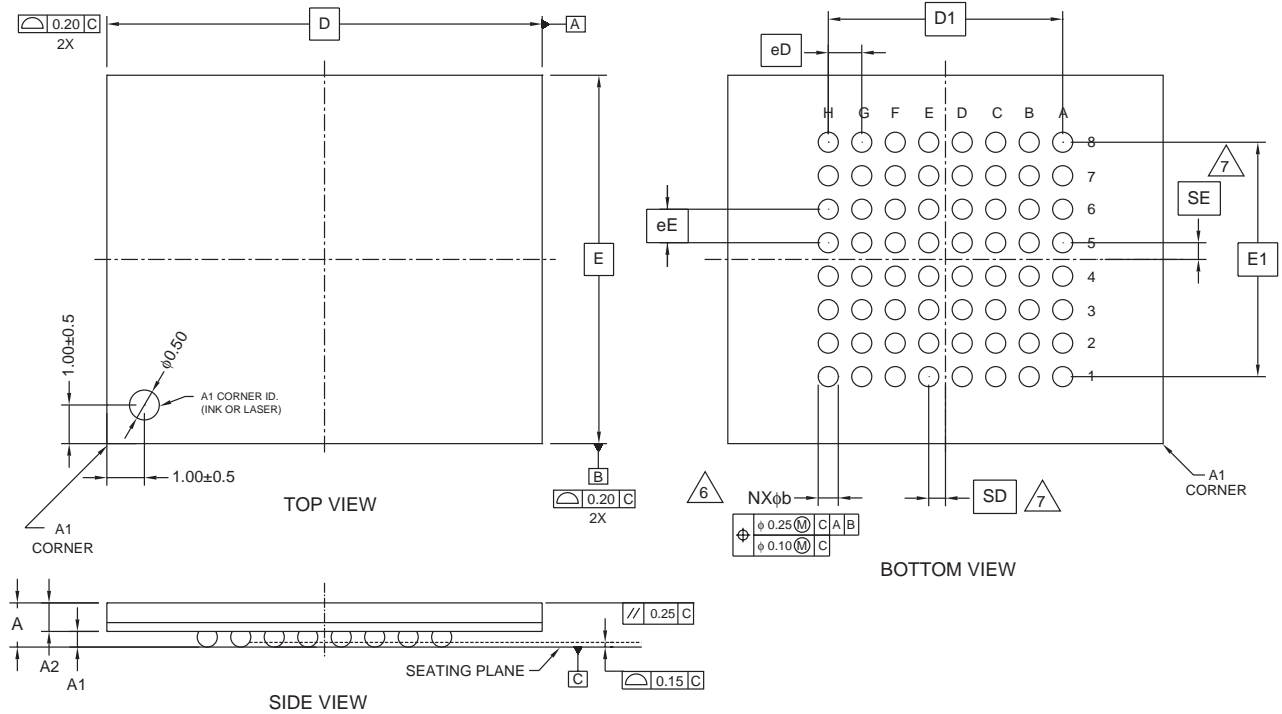 ⌓ 0.20 C
2X
D
A
E
1.00±0.5
ϕ0.50
A1 CORNER ID.
(INK OR LASER)
1.00±0.5
B
⌓ 0.20 C
2X
TOP VIEW
A1
CORNER
D1
eD
H G F E D C B A
8
7
6
5
4
3
2
1
7
SE
eE
E1
6
NXϕb
⌖ ϕ 0.25 Ⓜ C A B
ϕ 0.10 Ⓜ C
SD
7
A1
CORNER
BOTTOM VIEW
A
A2
A1
// 0.25 C
SEATING PLANE
C
⌓ 0.15 C
SIDE VIEW